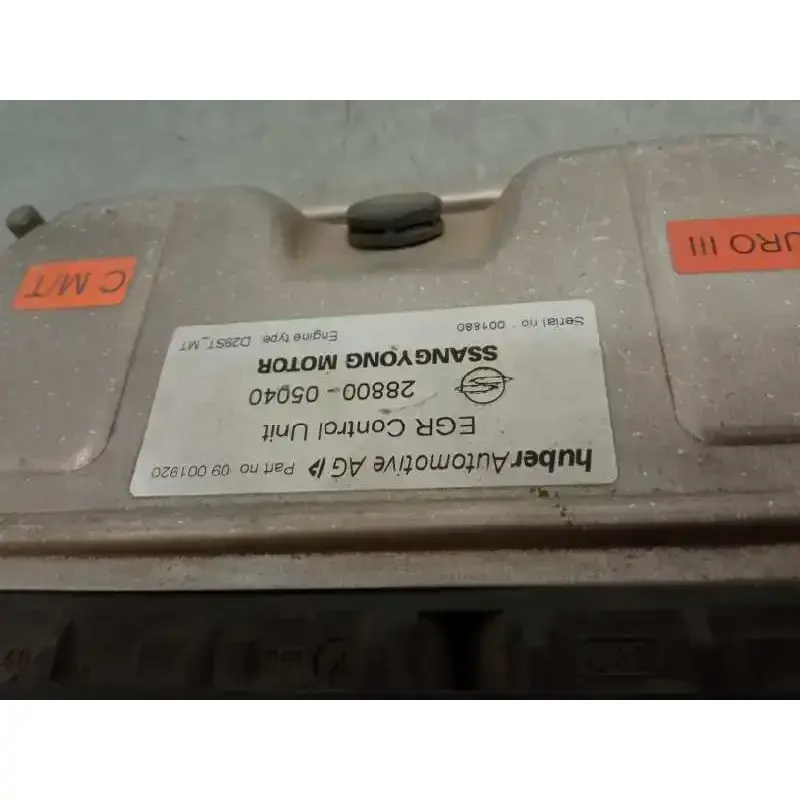 huberAutomotive AG Part no 09 001920
EGR Control Unit
28800 - 05040
SSANGYONG MOTOR
Serial no : 001880 Engine type D29ST_MT
URO III
C M/T